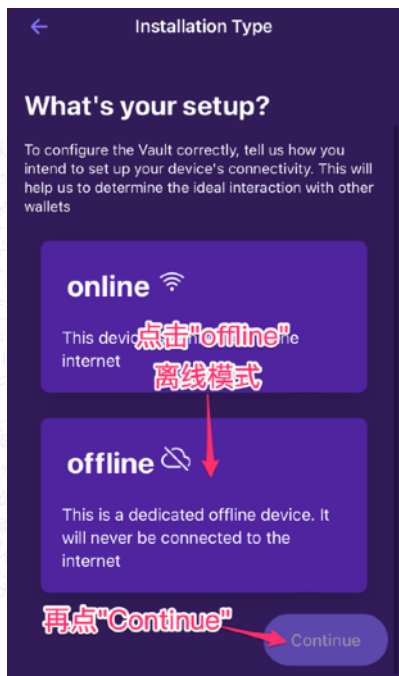 Installation Type
What's your setup?
To configure the Vault correctly, tell us how you
intend to set up your device's connectivity. This will
help us to determine the ideal interaction with other
wallets
online
This devic
点击"offline"
internet
离线模式
offline
This is a dedicated offline device. It
will never be connected to the
internet
再点"Continue"
Continue